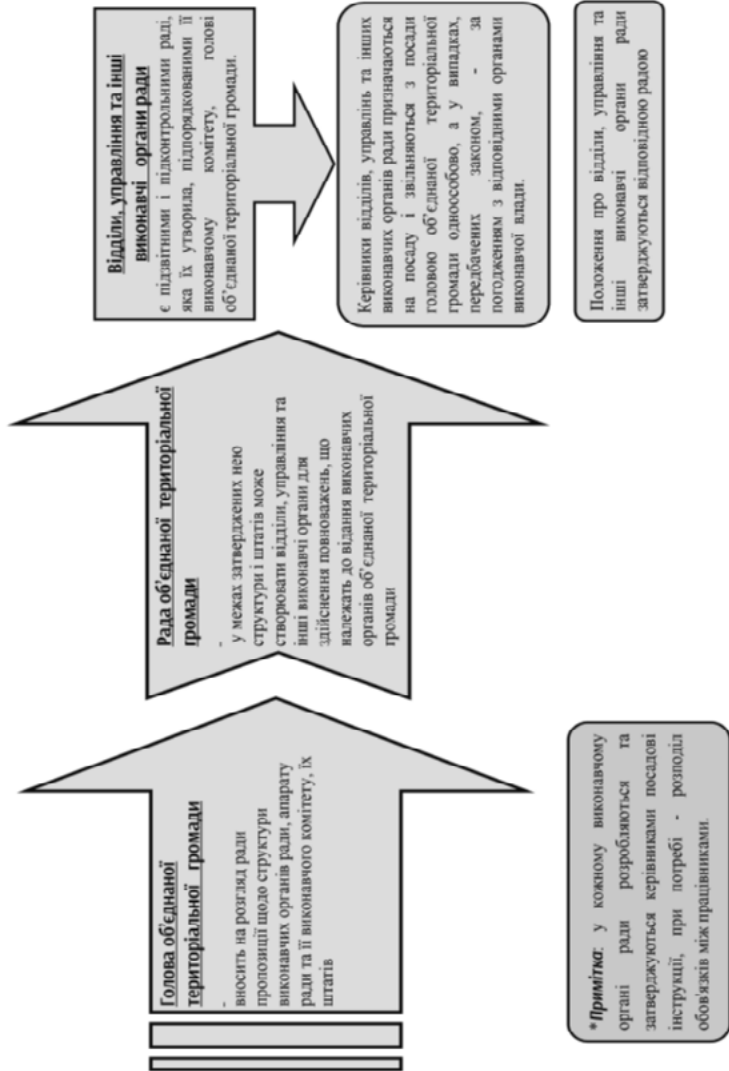 Голова об'єднаної
територіальної громади
-
вносить на розгляд ради
пропозиції щодо структури
виконавчих органів ради, апарату
ради та її виконавчого комітету, їх
штатів
Рада об'єднаної територіальної
громади
-
у межах затверджених нею
структури і штатів може
створювати відділи, управління та
інші виконавчі органи для
здійснення повноважень, що
належать до відання виконавчих
органів об'єднаної територіальної
громади
Відділи, управління та інші
виконавчі органи ради
є підзвітними і підконтрольними раді,
яка їх утворила, підпорядкованими її
виконавчому комітету, голові
об'єднаної територіальної громади.
Керівники відділів, управлінь та інших
виконавчих органів ради призначаються
на посаду і звільняються з посади
головою об'єднаної територіальної
громади одноособово, а у випадках,
передбачених законом, - за
погодженням з відповідними органами
виконавчої влади.
Положення про відділи, управління та
інші виконавчі органи ради
затверджуються відповідною радою
*Примітка: у кожному виконавчому
органі ради розробляються та
затверджуються керівниками посадові
інструкції, при потребі - розподіл
обов'язків між працівниками.